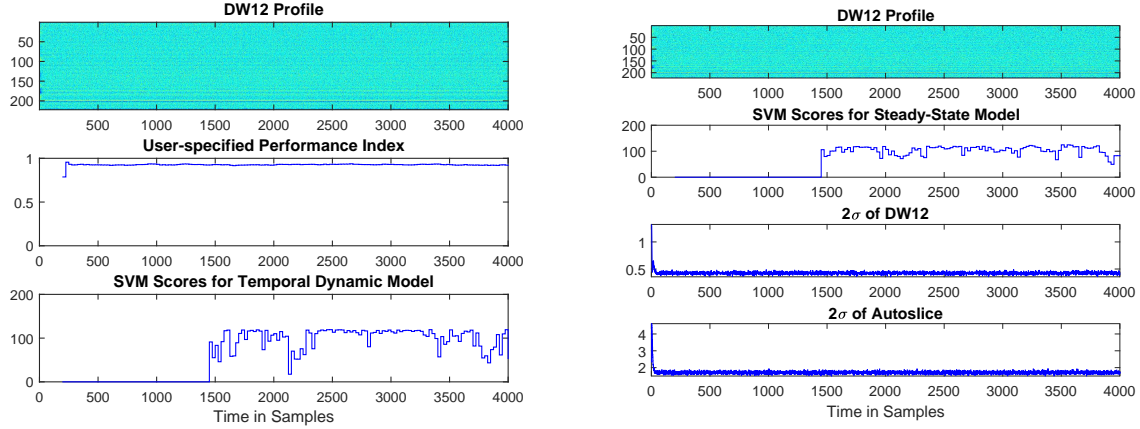 DW12 Profile
50
100
150
200
500 1000 1500 2000 2500 3000 3500 4000
User-specified Performance Index
1
0.5
0
0 500 1000 1500 2000 2500 3000 3500 4000
SVM Scores for Temporal Dynamic Model
200
100
0
0 500 1000 1500 2000 2500 3000 3500 4000
Time in Samples
DW12 Profile
50
100
150
200
500 1000 1500 2000 2500 3000 3500 4000
SVM Scores for Steady-State Model
200
100
0
0 500 1000 1500 2000 2500 3000 3500 4000
2σ of DW12
1
0.5
0 500 1000 1500 2000 2500 3000 3500 4000
2σ of Autoslice
4
3
2
0 500 1000 1500 2000 2500 3000 3500 4000
Time in Samples